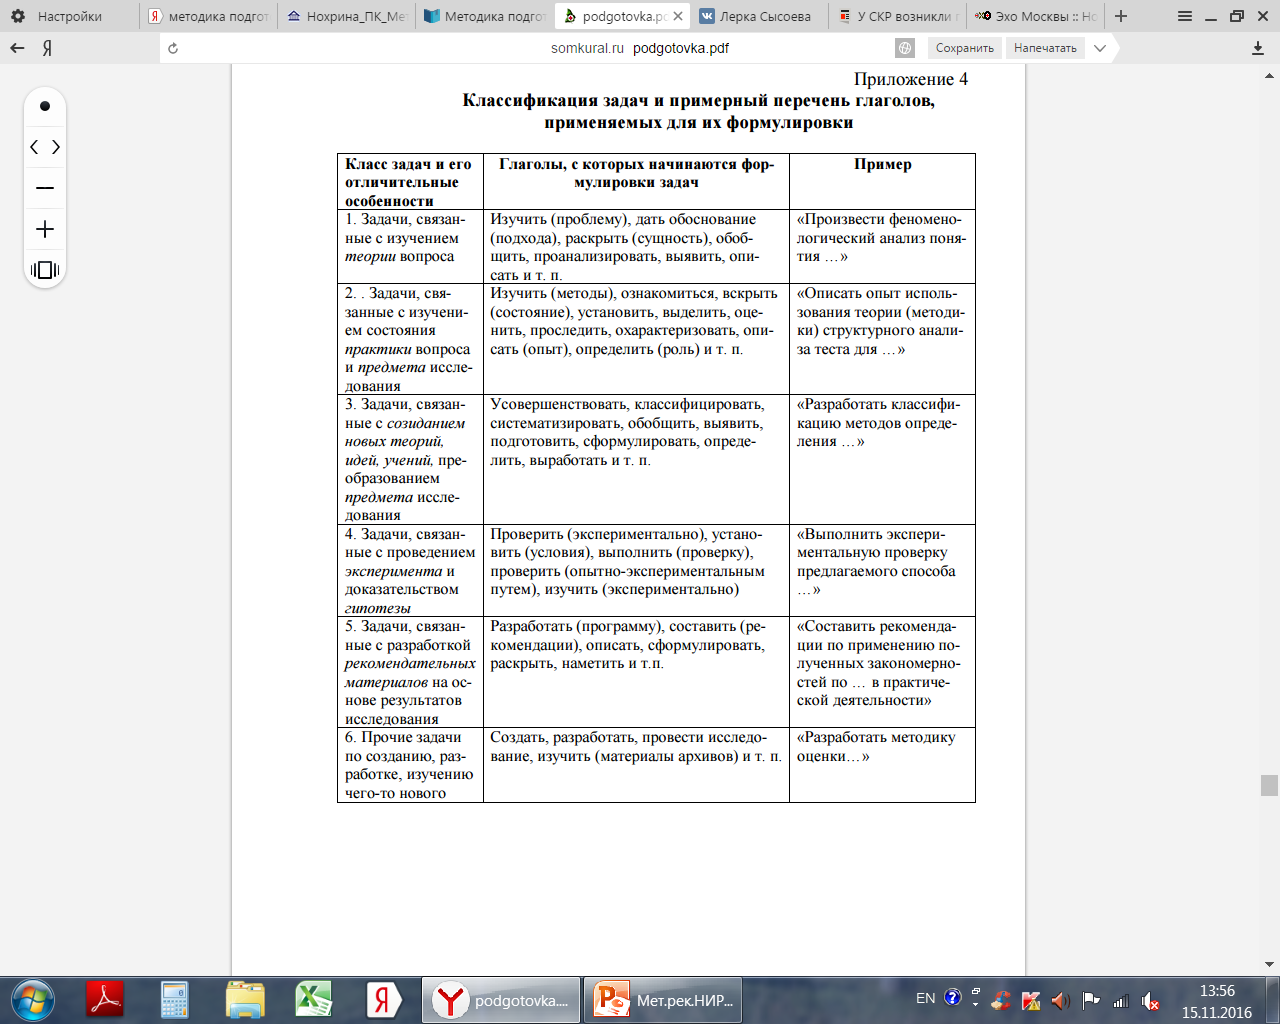 Настройки
методика подгот
Нохрина_ПК_Мет
Методика подгот
podgotovka.pd
Лерка Сысоева
У СКР возникли п
Эхо Москвы :: Но
somkural.ru podgotovka.pdf
Сохранить
Напечатать
Приложение 4
Классификация задач и примерный перечень глаголов,
применяемых для их формулировки
Класс задач и его
отличительные
особенности
Глаголы, с которых начинаются фор-
мулировки задач
Пример
1. Задачи, связан-
ные с изучением
теории вопроса
Изучить (проблему), дать обоснование
(подхода), раскрыть (сущность), обоб-
щить, проанализировать, выявить, опи-
сать и т. п.
«Произвести феномено-
логический анализ поня-
тия …»
2. . Задачи, свя-
занные с изучени-
ем состояния
практики вопроса
и предмета иссле-
дования
Изучить (методы), ознакомиться, вскрыть
(состояние), установить, выделить, оце-
нить, проследить, охарактеризовать, опи-
сать (опыт), определить (роль) и т. п.
«Описать опыт исполь-
зования теории (методи-
ки) структурного анали-
за теста для …»
3. Задачи, связан-
ные с созиданием
новых теорий,
идей, учений, пре-
образованием
предмета иссле-
дования
Усовершенствовать, классифицировать,
систематизировать, обобщить, выявить,
подготовить, сформулировать, опреде-
лить, выработать и т. п.
«Разработать классифи-
кацию методов опреде-
ления …»
4. Задачи, связан-
ные с проведением
эксперимента и
доказательством
гипотезы
Проверить (экспериментально), устано-
вить (условия), выполнить (проверку),
проверить (опытно-экспериментальным
путем), изучить (экспериментально)
«Выполнить экспери-
ментальную проверку
предлагаемого способа
…»
5. Задачи, связан-
ные с разработкой
рекомендательных
материалов на ос-
нове результатов
исследования
Разработать (программу), составить (ре-
комендации), описать, сформулировать,
раскрыть, наметить и т.п.
«Составить рекоменда-
ции по применению по-
лученных закономерно-
стей по … в практиче-
ской деятельности»
6. Прочие задачи
по созданию, раз-
работке, изучению
чего-то нового
Создать, разработать, провести исследо-
вание, изучить (материалы архивов) и т. п.
«Разработать методику
оценки…»
podgotovka....
Мет.рек.НИР...
EN
13:56
15.11.2016